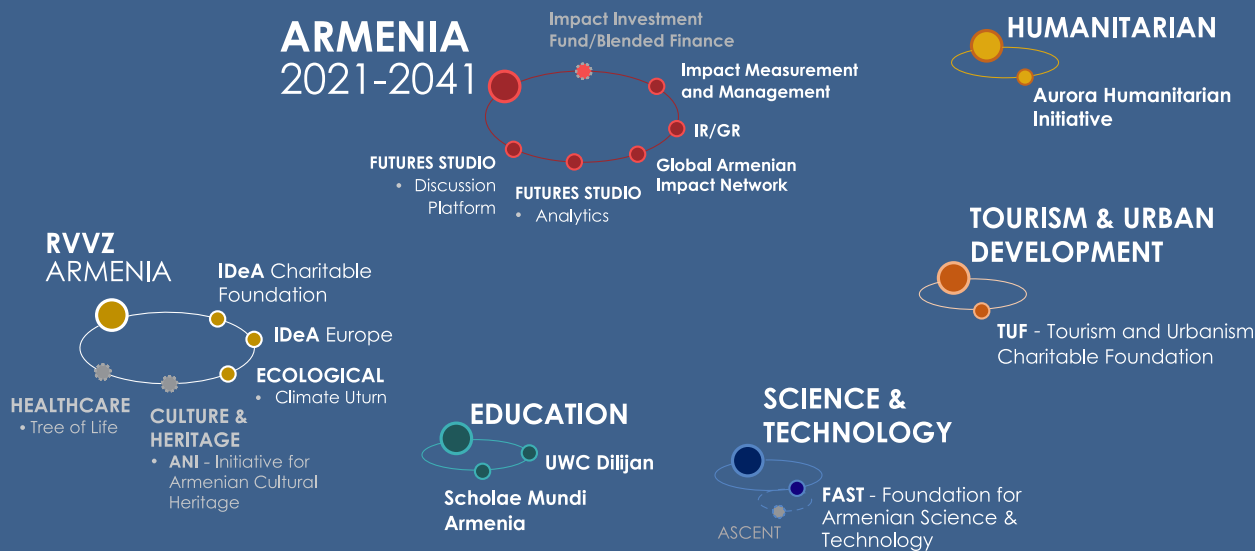 ARMENIA
2021-2041
Impact Investment
Fund/Blended Finance
Impact Measurement
and Management
IR/GR
Global Armenian
Impact Network
FUTURES STUDIO
• Analytics
FUTURES STUDIO
• Discussion
Platform
HUMANITARIAN
Aurora Humanitarian
Initiative
TOURISM & URBAN
DEVELOPMENT
TUF - Tourism and Urbanism
Charitable Foundation
RVVZ
ARMENIA
IDeA Charitable
Foundation
IDeA Europe
ECOLOGICAL
• Climate Uturn
CULTURE &
HERITAGE
• ANI - Initiative for
Armenian Cultural
Heritage
HEALTHCARE
• Tree of Life
EDUCATION
UWC Dilijan
Scholae Mundi
Armenia
SCIENCE &
TECHNOLOGY
FAST - Foundation for
Armenian Science &
Technology
ASCENT